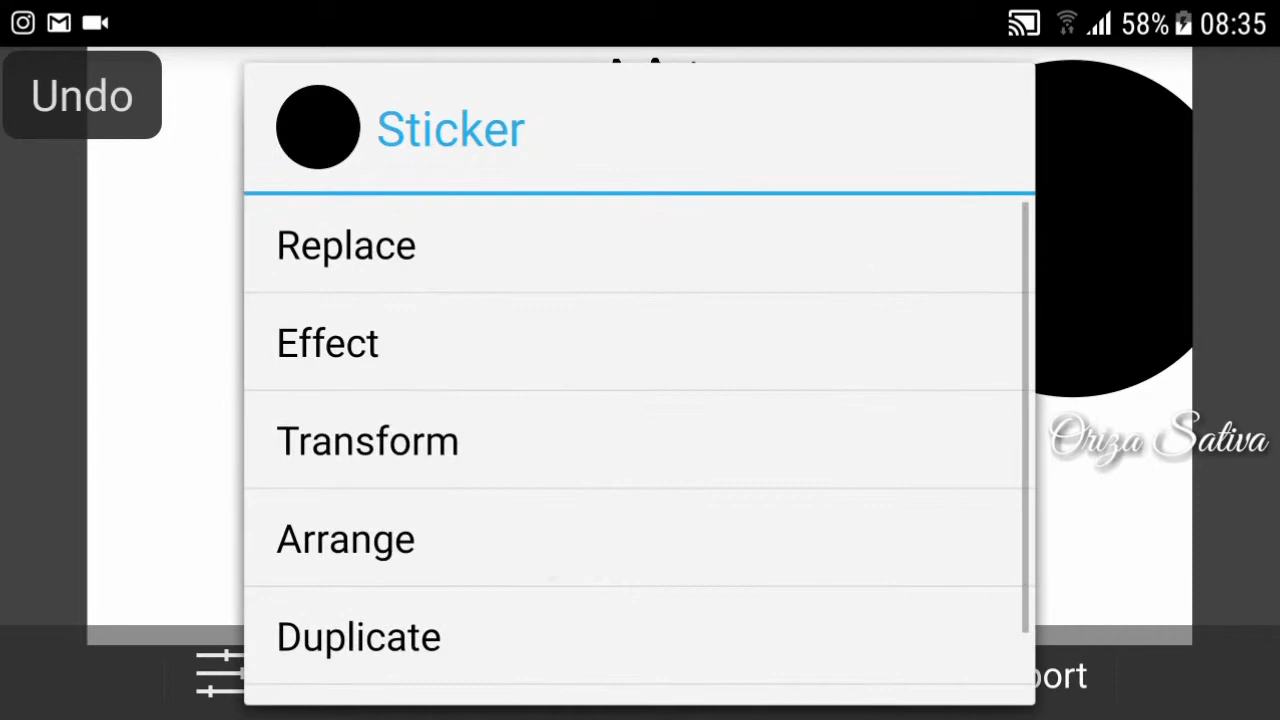 58% 08:35
Undo
Sticker
Replace
Effect
Transform
Oriza Sativa
Arrange
Duplicate
port